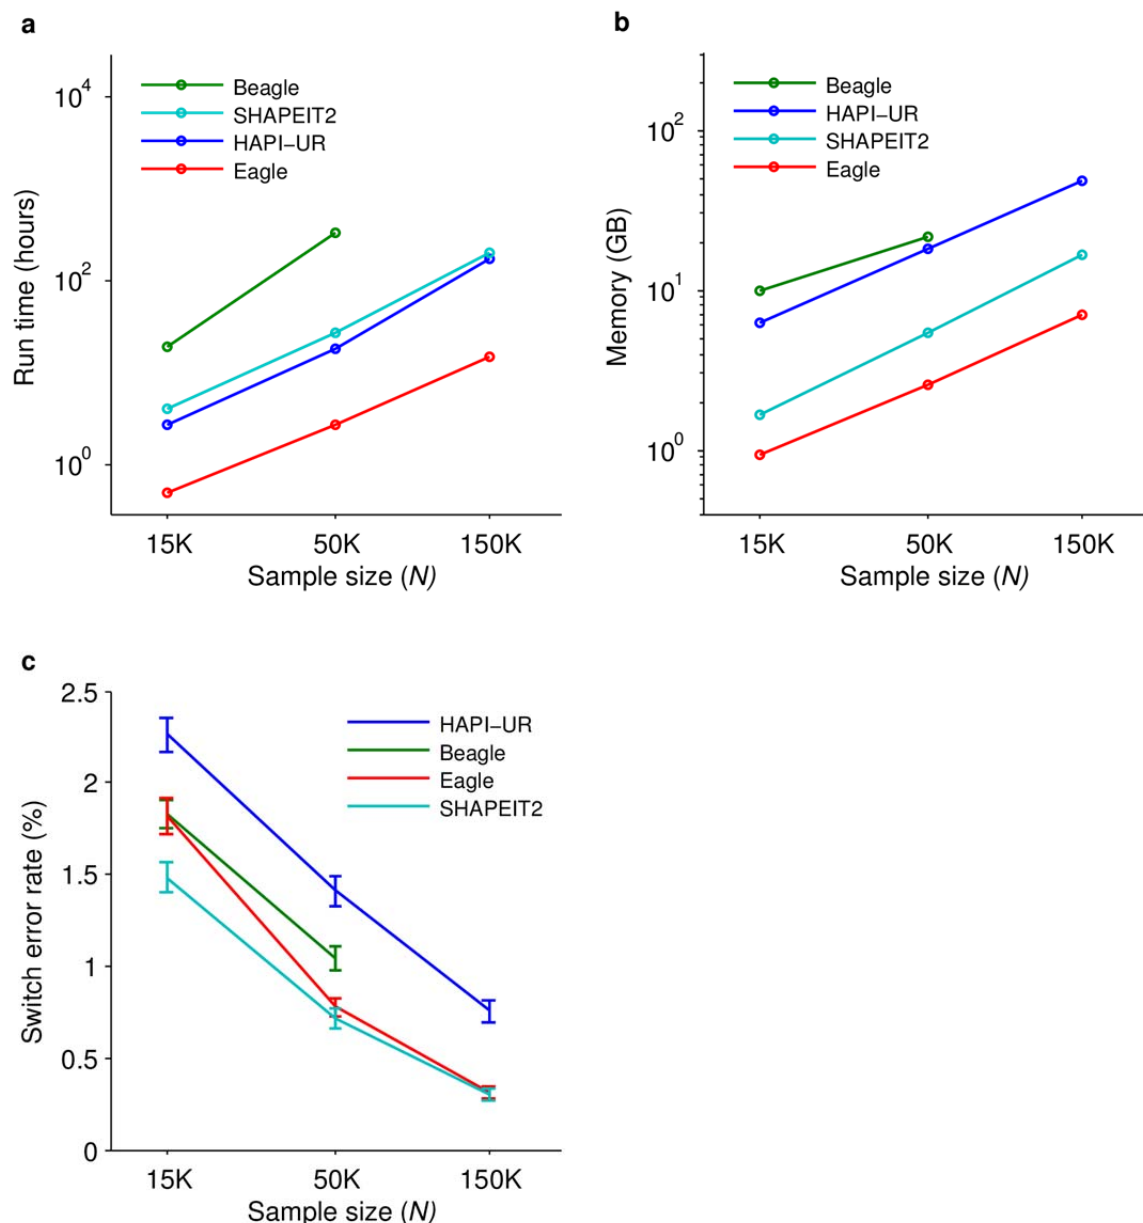 a
10^4
10^2
10^0
Run time (hours)
Beagle
SHAPEIT2
HAPI−UR
Eagle
15K 50K 150K
Sample size (N)
b
10^2
10^1
10^0
Memory (GB)
Beagle
HAPI−UR
SHAPEIT2
Eagle
15K 50K 150K
Sample size (N)
c
2.5
2
1.5
1
0.5
0
Switch error rate (%)
HAPI−UR
Beagle
Eagle
SHAPEIT2
15K 50K 150K
Sample size (N)